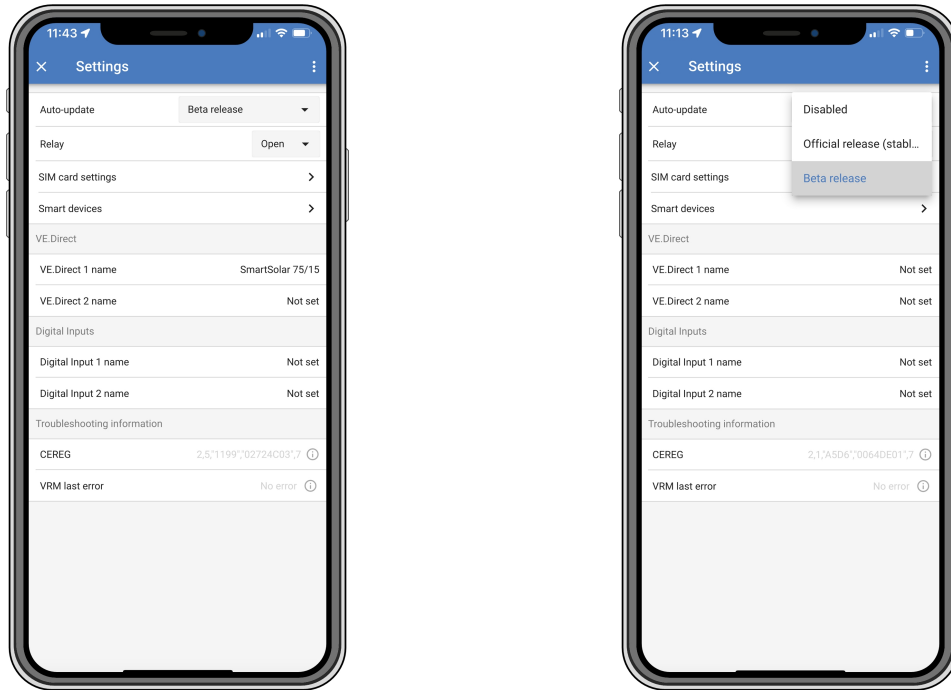 11:43
Settings
Auto-update Beta release
Relay Open
SIM card settings
Smart devices
VE.Direct
VE.Direct 1 name SmartSolar 75/15
VE.Direct 2 name Not set
Digital Inputs
Digital Input 1 name Not set
Digital Input 2 name Not set
Troubleshooting information
CEREG 2,5,"1199","02724C03",7
VRM last error No error
11:13
Settings
Auto-update
Disabled
Relay
Official release (stabl...
SIM card settings
Beta release
Smart devices
VE.Direct
VE.Direct 1 name Not set
VE.Direct 2 name Not set
Digital Inputs
Digital Input 1 name Not set
Digital Input 2 name Not set
Troubleshooting information
CEREG 2,1,"A5D6","0064DE01",7
VRM last error No error